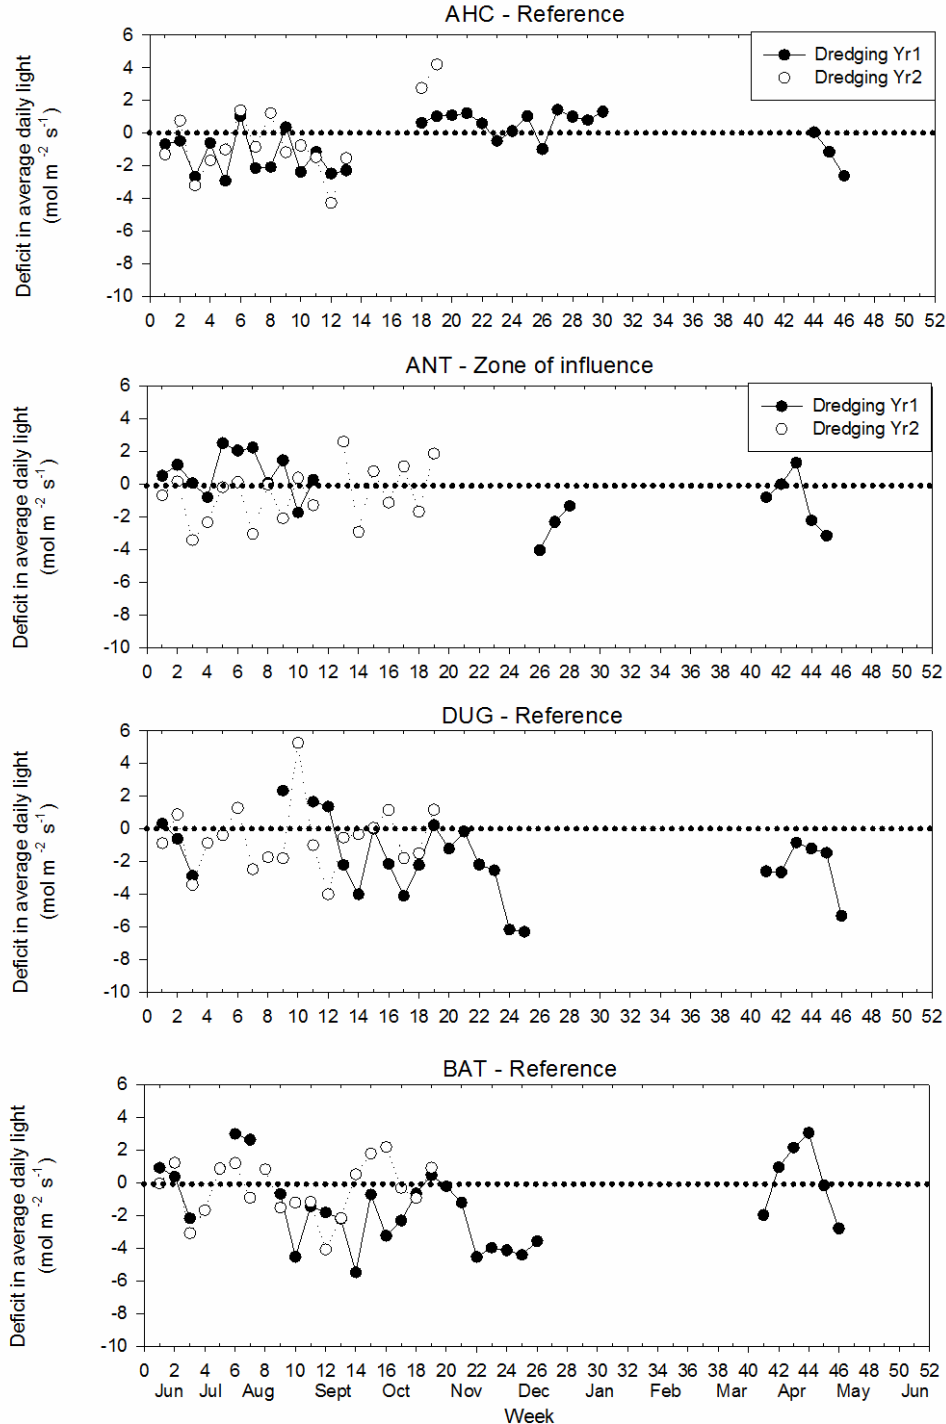 AHC - Reference
Deficit in average daily light
(mol m⁻² s⁻¹)
6
4
2
0
-2
-4
-6
-8
-10
Dredging Yr1
Dredging Yr2
0 2 4 6 8 10 12 14 16 18 20 22 24 26 28 30 32 34 36 38 40 42 44 46 48 50 52
ANT - Zone of influence
Deficit in average daily light
(mol m⁻² s⁻¹)
6
4
2
0
-2
-4
-6
-8
-10
Dredging Yr1
Dredging Yr2
0 2 4 6 8 10 12 14 16 18 20 22 24 26 28 30 32 34 36 38 40 42 44 46 48 50 52
DUG - Reference
Deficit in average daily light
(mol m⁻² s⁻¹)
6
4
2
0
-2
-4
-6
-8
-10
0 2 4 6 8 10 12 14 16 18 20 22 24 26 28 30 32 34 36 38 40 42 44 46 48 50 52
BAT - Reference
Deficit in average daily light
(mol m⁻² s⁻¹)
6
4
2
0
-2
-4
-6
-8
-10
0 2 4 6 8 10 12 14 16 18 20 22 24 26 28 30 32 34 36 38 40 42 44 46 48 50 52
Jun Jul Aug Sept Oct Nov Dec Jan Feb Mar Apr May Jun
Week